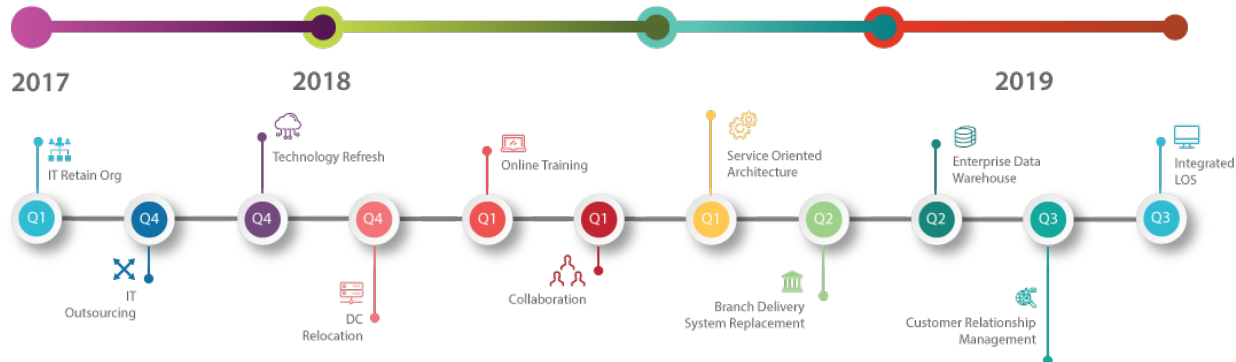 2017
2018
2019
IT Retain Org
Technology Refresh
Online Training
Service Oriented
Architecture
Enterprise Data
Warehouse
Integrated
LOS
Q1
Q4
Q4
Q4
Q1
Q1
Q1
Q2
Q2
Q3
Q3
IT
Outsourcing
DC
Relocation
Collaboration
Branch Delivery
System Replacement
Customer Relationship
Management